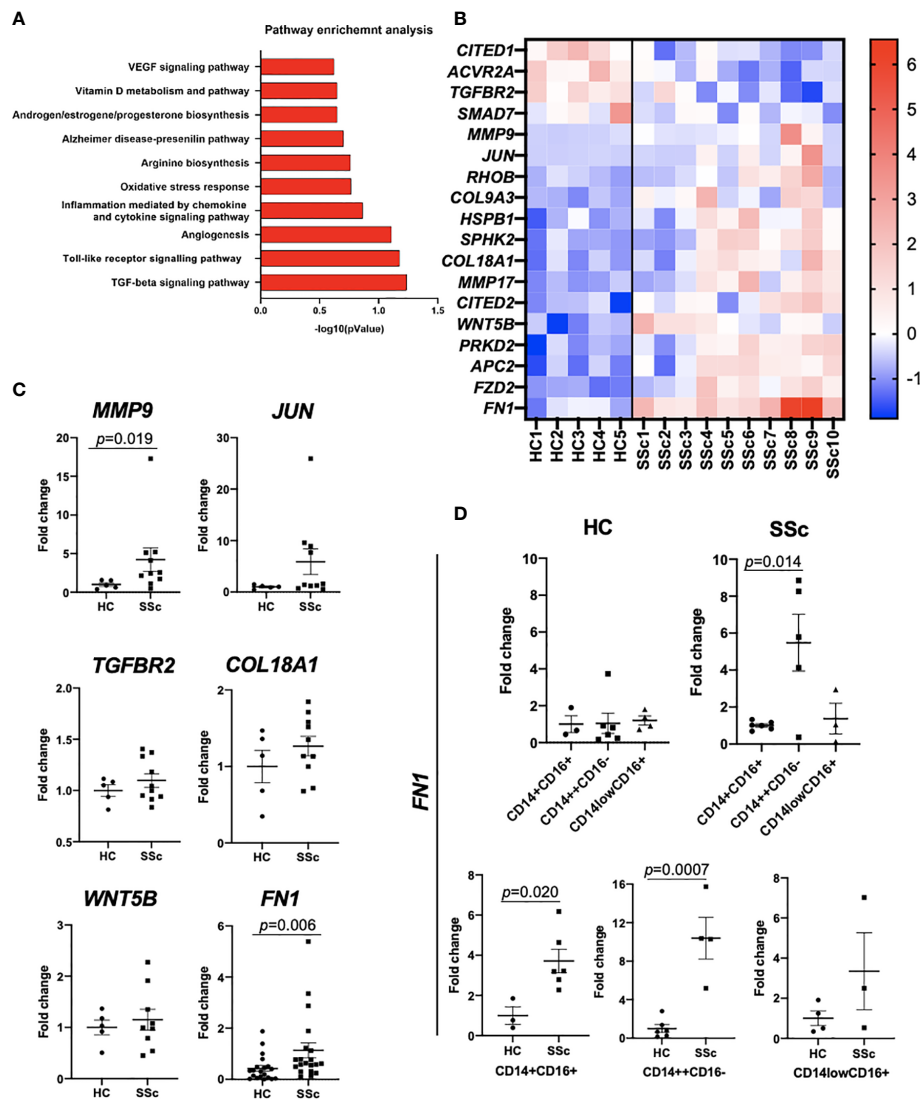 A
Pathway enrichemnt analysis
VEGF signaling pathway
Vitamin D metabolism and pathway
Androgen/estrogene/progesterone biosynthesis
Alzheimer disease-presenilin pathway
Arginine biosynthesis
Oxidative stress response
Inflammation mediated by chemokine
and cytokine signaling pathway
Angiogenesis
Toll-like receptor signalling pathway
TGF-beta signaling pathway
0.0 0.5 1.0 1.5
-log10(pValue)
B
CITED1
ACVR2A
TGFBR2
SMAD7
MMP9
JUN
RHOB
COL9A3
HSPB1
SPHK2
COL18A1
MMP17
CITED2
WNT5B
PRKD2
APC2
FZD2
FN1
HC1 HC2 HC3 HC4 HC5 SSc1 SSc2 SSc3 SSc4 SSc5 SSc6 SSc7 SSc8 SSc9 SSc10
6
5
4
3
2
1
0
-1
C
MMP9
p=0.019
Fold change
20
15
10
5
0
HC SSc
JUN
Fold change
30
20
10
0
HC SSc
TGFBR2
Fold change
2.0
1.5
1.0
0.5
HC SSc
COL18A1
Fold change
2
1
0
HC SSc
WNT5B
Fold change
3
2
1
0
HC SSc
FN1
p=0.006
Fold change
6
4
2
0
HC SSc
D
FN1
HC
Fold change
10
8
6
4
2
0
CD14+CD16+ CD14++CD16- CD14lowCD16+
SSc
p=0.014
Fold change
10
8
6
4
2
0
CD14+CD16+ CD14++CD16- CD14lowCD16+
p=0.020
Fold change
8
6
4
2
0
HC SSc
CD14+CD16+
p=0.0007
Fold change
16
12
8
4
0
HC SSc
CD14++CD16-
Fold change
8
6
4
2
0
HC SSc
CD14lowCD16+